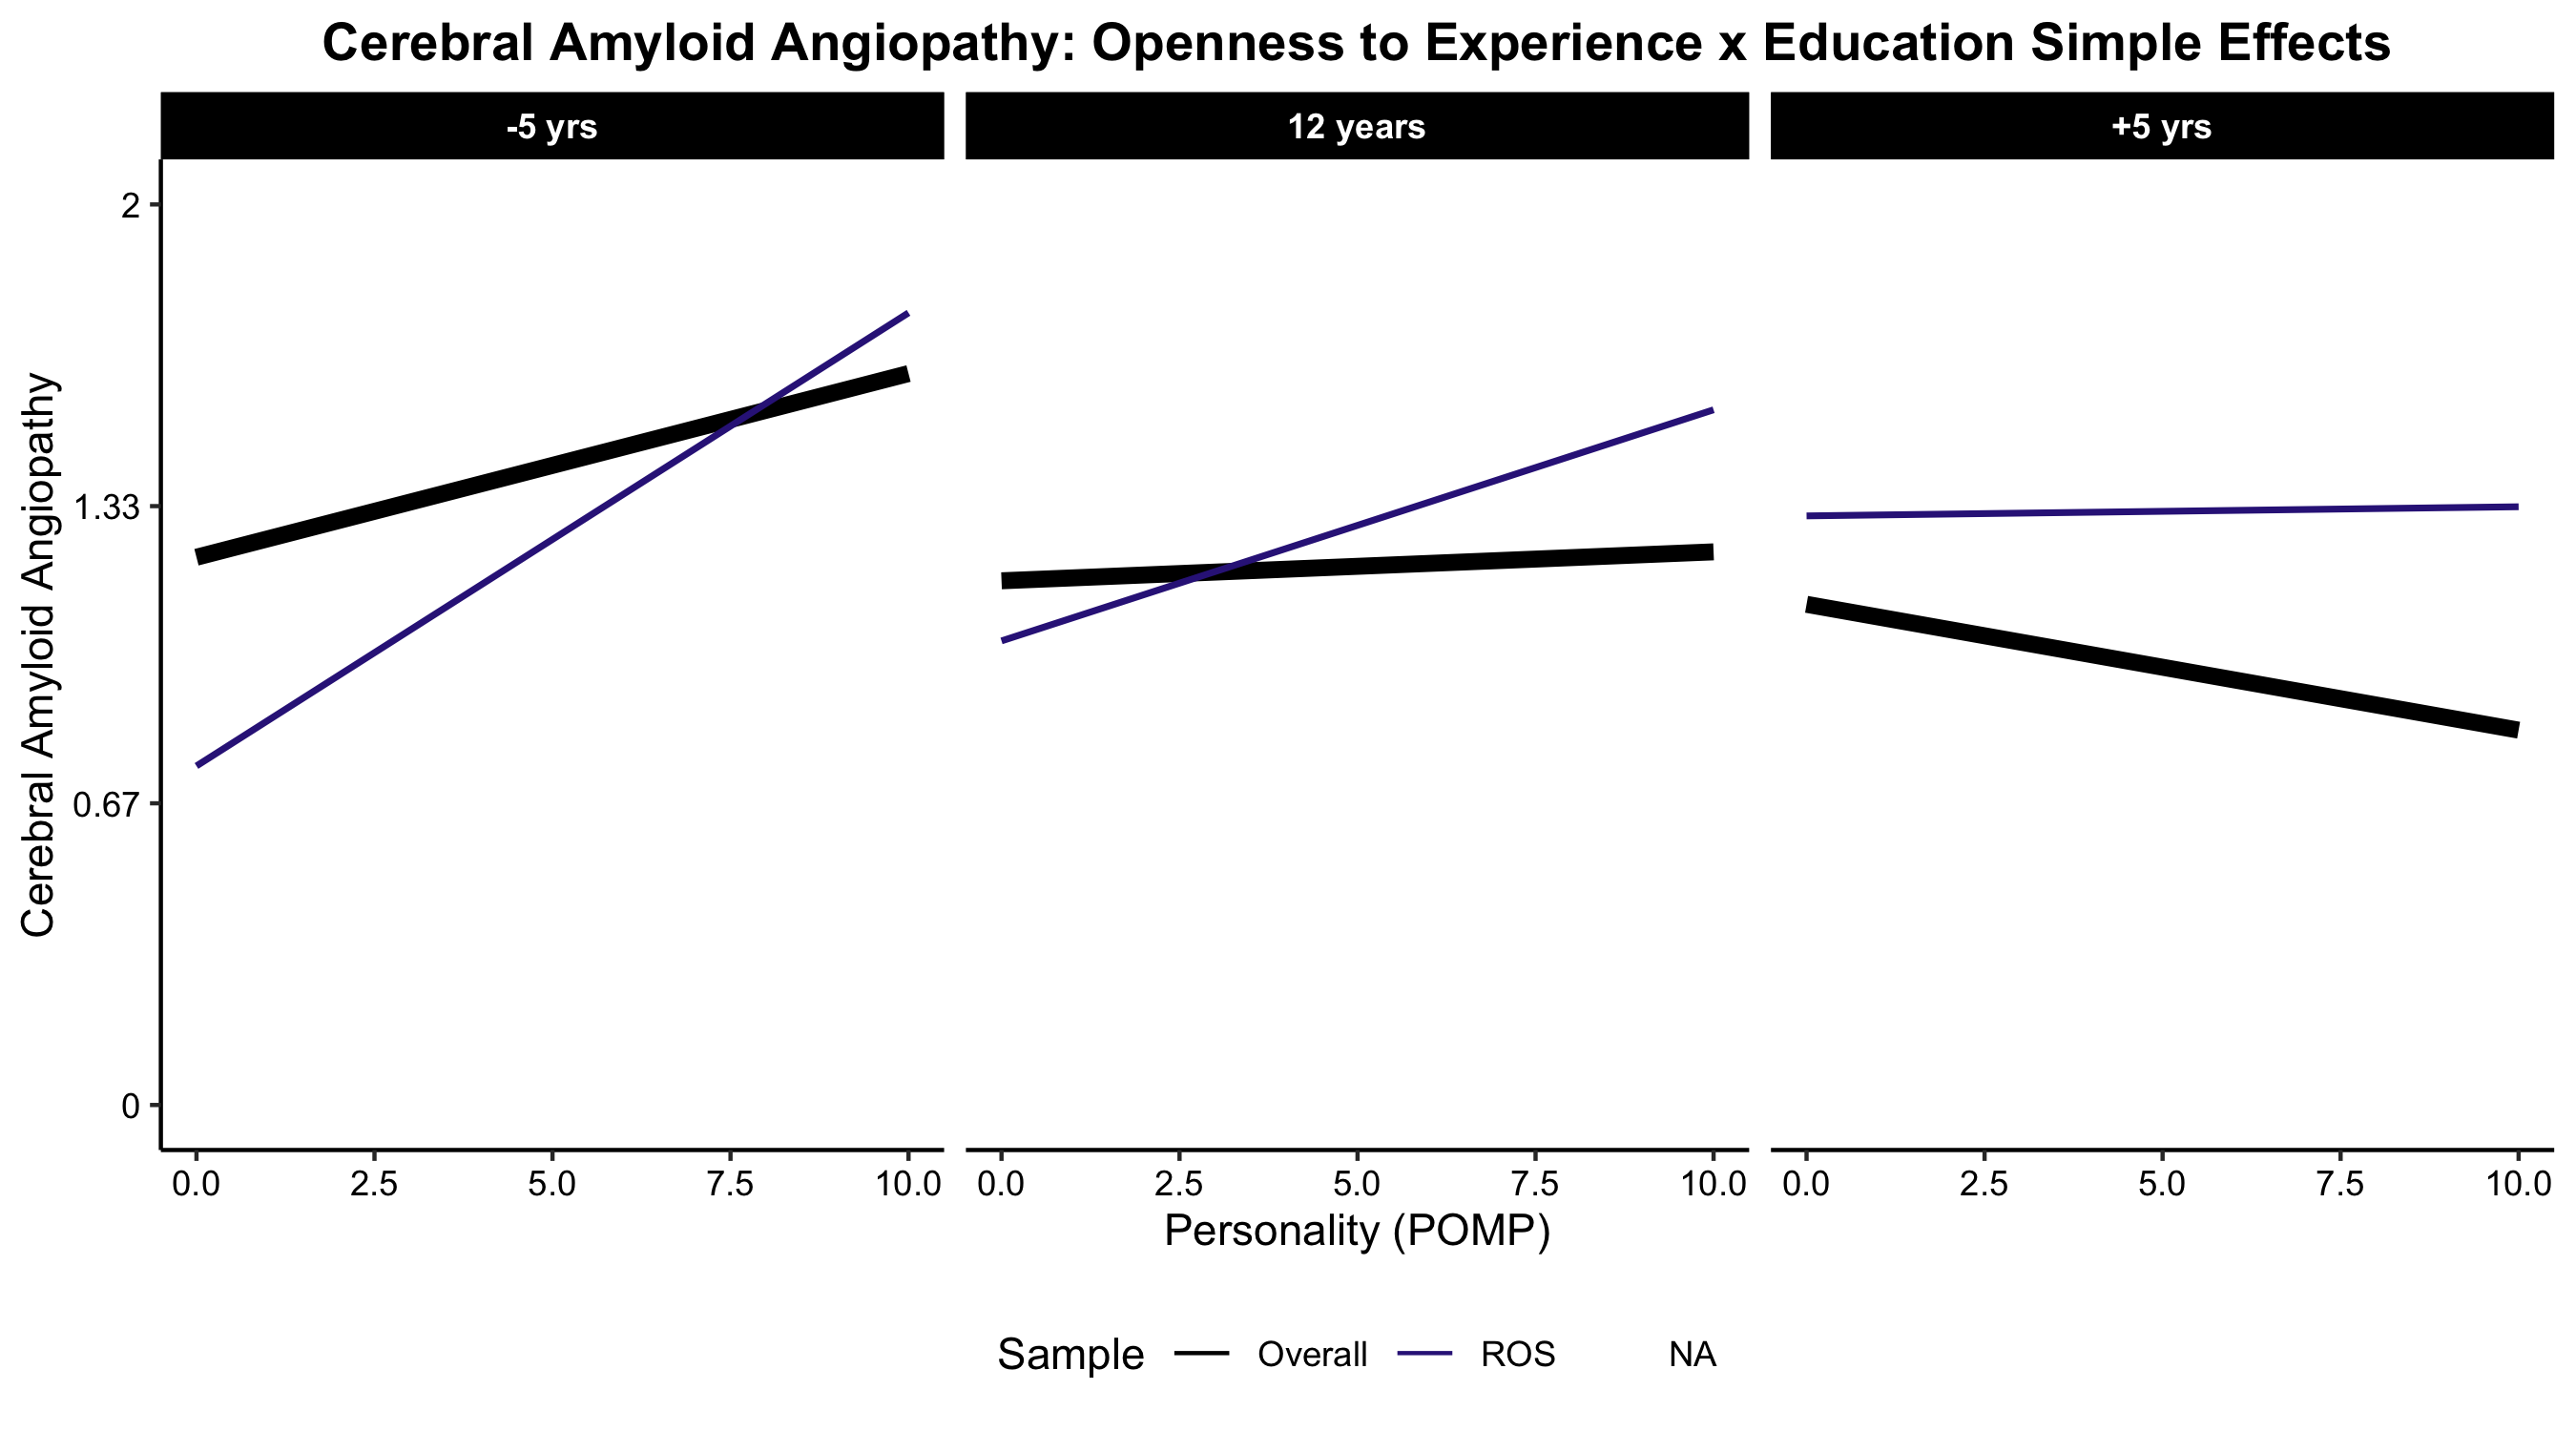 Cerebral Amyloid Angiopathy: Openness to Experience x Education Simple Effects
-5 yrs
12 years
+5 yrs
Cerebral Amyloid Angiopathy
2
1.33
0.67
0
0.0 2.5 5.0 7.5 10.0
0.0 2.5 5.0 7.5 10.0
0.0 2.5 5.0 7.5 10.0
Personality (POMP)
Sample Overall ROS NA